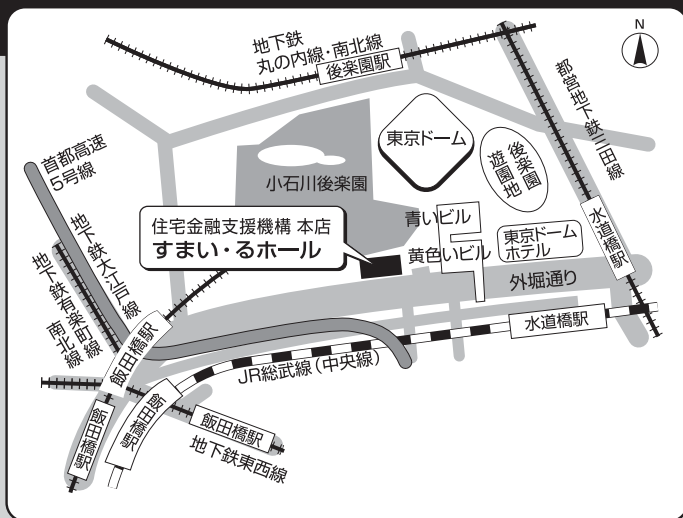 N
地下鉄
丸の内線・南北線
後楽園駅
都営地下鉄三田線
首都高速
5号線
東京ドーム
後楽園
遊園地
小石川後楽園
地下鉄大江戸線
地下鉄有楽町線
南北線
住宅金融支援機構 本店
すまい・るホール
青いビル
黄色いビル
東京ドーム
ホテル
水道橋駅
外堀通り
水道橋駅
飯田橋駅
JR総武線(中央線)
飯田橋駅
飯田橋駅
飯田橋駅
地下鉄東西線